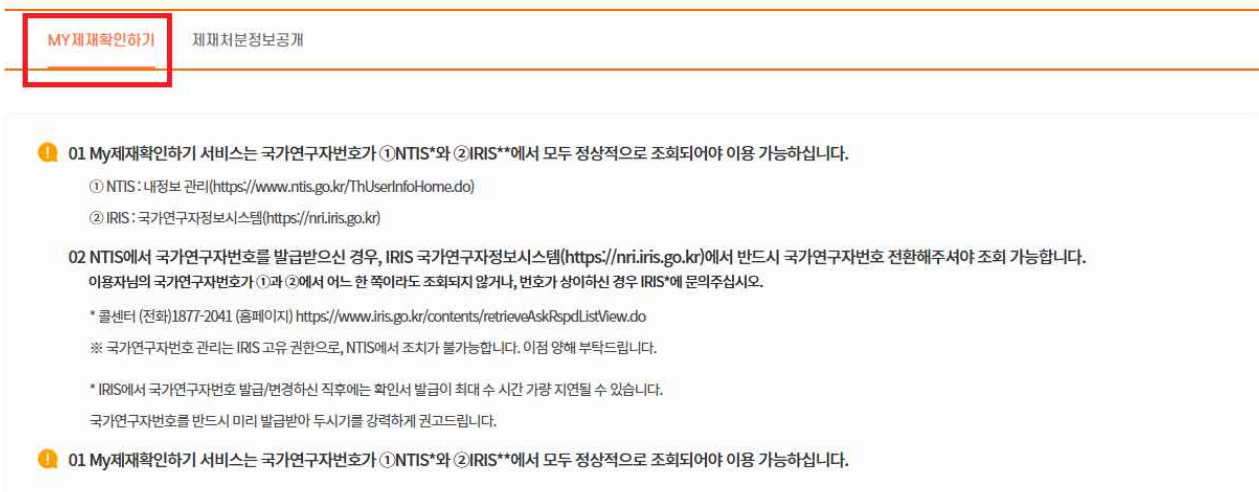 MY제재확인하기 제재처분정보공개
01 My제재확인하기 서비스는 국가연구자번호가 ①NTIS*와 ②IRIS**에서 모두 정상적으로 조회되어야 이용 가능하십니다.
① NTIS : 내정보 관리(https://www.ntis.go.kr/ThUserInfoHome.do)
② IRIS : 국가연구자정보시스템(https://nri.iris.go.kr)
02 NTIS에서 국가연구자번호를 발급받으신 경우, IRIS 국가연구자정보시스템(https://nri.iris.go.kr)에서 반드시 국가연구자번호 전환해주셔야 조회 가능합니다.
이용자님의 국가연구자번호가 ①과 ②에서 어느 한 쪽이라도 조회되지 않거나, 번호가 상이하신 경우 IRIS*에 문의주십시오.
* 콜센터 (전화)1877-2041 (홈페이지) https://www.iris.go.kr/contents/retrieveAskRspdListView.do
※ 국가연구자번호 관리는 IRIS 고유 권한으로, NTIS에서 조치가 불가능합니다. 이점 양해 부탁드립니다.
* IRIS에서 국가연구자번호 발급/변경하신 직후에는 확인서 발급이 최대 수 시간 가량 지연될 수 있습니다.
국가연구자번호를 반드시 미리 발급받아 두시기를 강력하게 권고드립니다.
01 My제재확인하기 서비스는 국가연구자번호가 ①NTIS*와 ②IRIS**에서 모두 정상적으로 조회되어야 이용 가능하십니다.